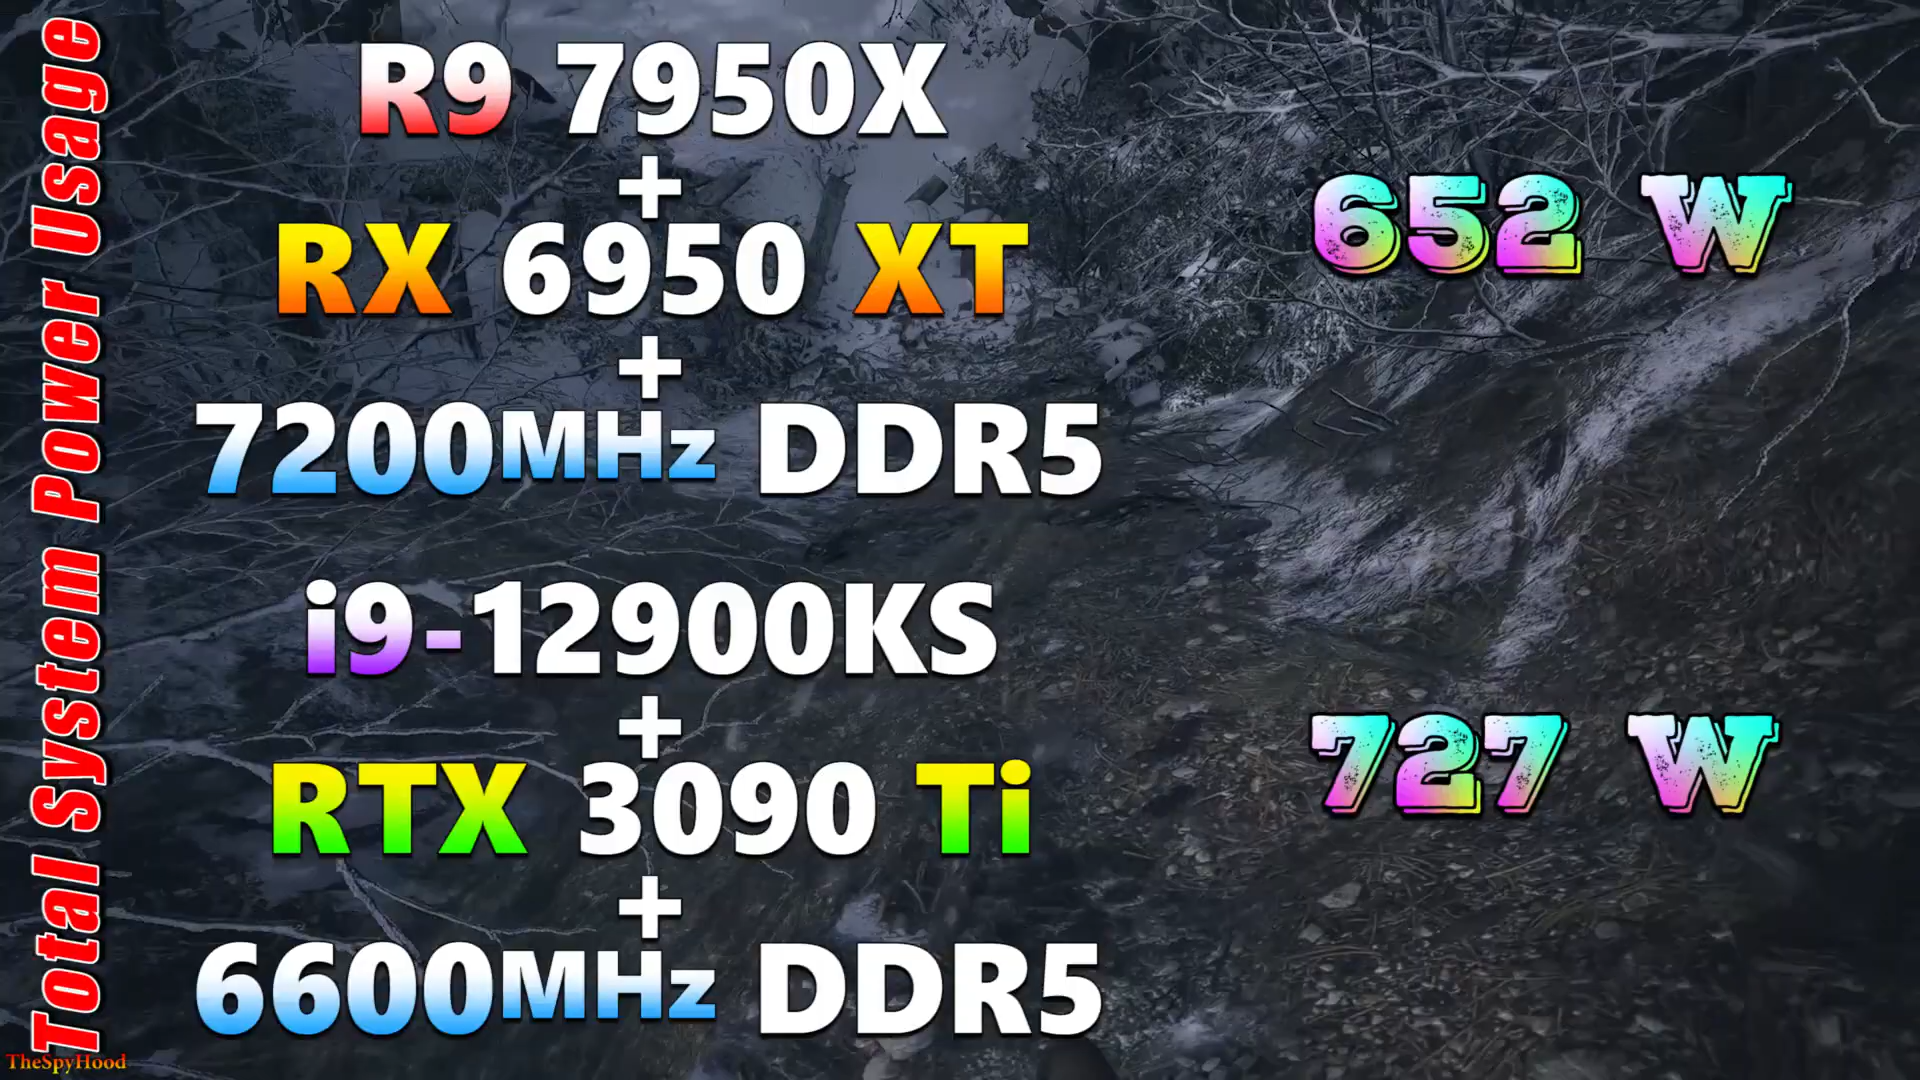 Total System Power Usage
R9 7950X
+
RX 6950 XT
+
7200MHz DDR5
652 W
i9-12900KS
+
RTX 3090 Ti
+
6600MHz DDR5
727 W
TheSpyHood